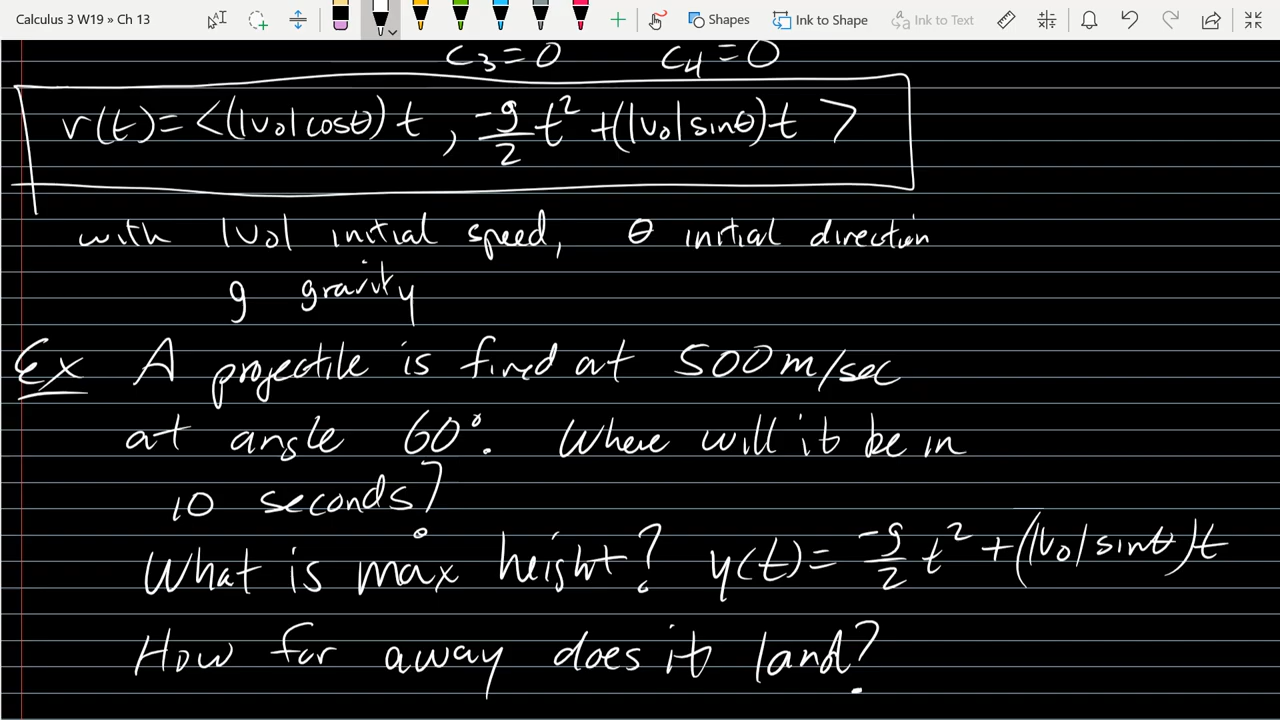 Calculus 3 W19 » Ch 13
Shapes Ink to Shape Ink to Text
C₃=0 C₄=0
r(t)=<(|v₀|cosθ)t, -g/2 t² +(|v₀|sinθ)t >
with |v₀| initial speed, θ initial direction
g gravity
Ex A projectile is fired at 500m/sec
at angle 60°. Where will it be in
10 seconds?
What is max height? y(t)= -g/2 t² +(|v₀|sinθ)t
How far away does it land?